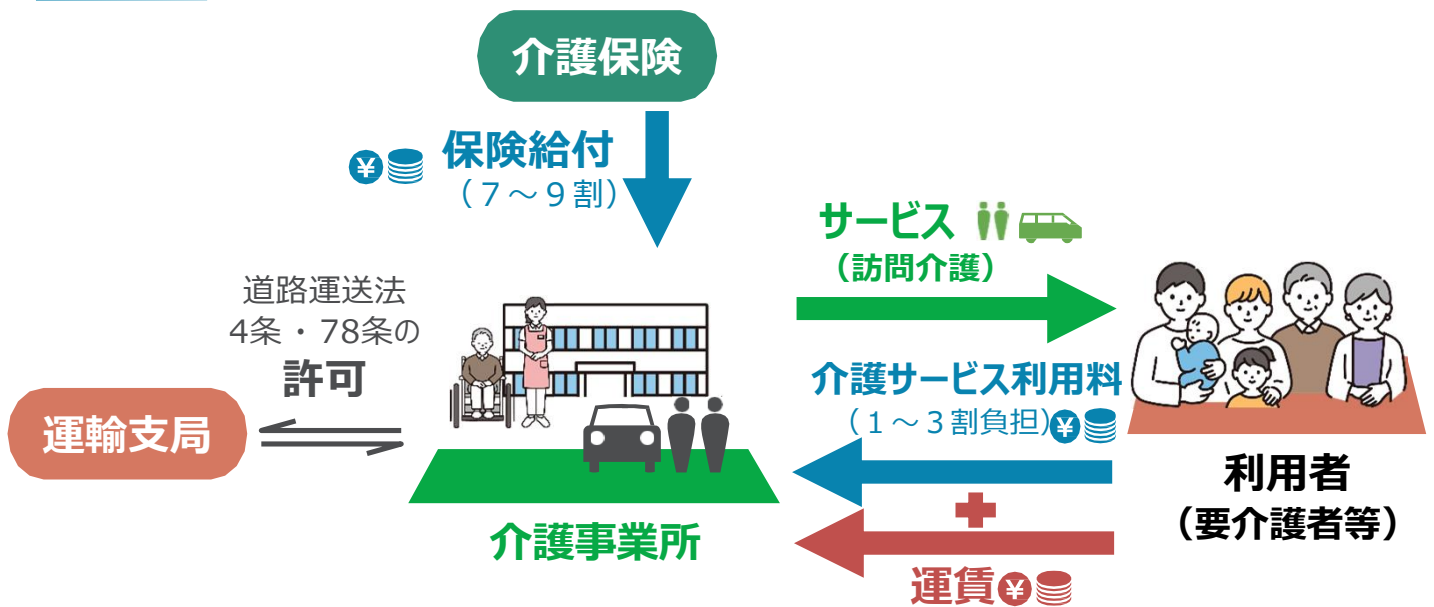 介護保険
¥
保険給付
（７～９割）
サービス
（訪問介護）
道路運送法
4条・78条の
許可
運輸支局
介護サービス利用料
（１～３割負担）¥
利用者
（要介護者等）
介護事業所
運賃¥